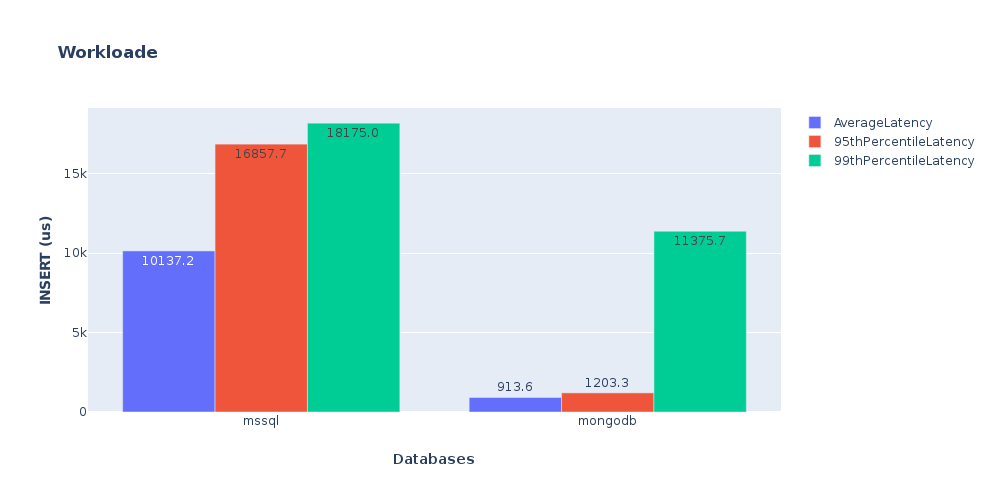 Workloade
AverageLatency
95thPercentileLatency
99thPercentileLatency
INSERT (us)
15k
10k
5k
0
10137.2
16857.7
18175.0
913.6
1203.3
11375.7
mssql
mongodb
Databases